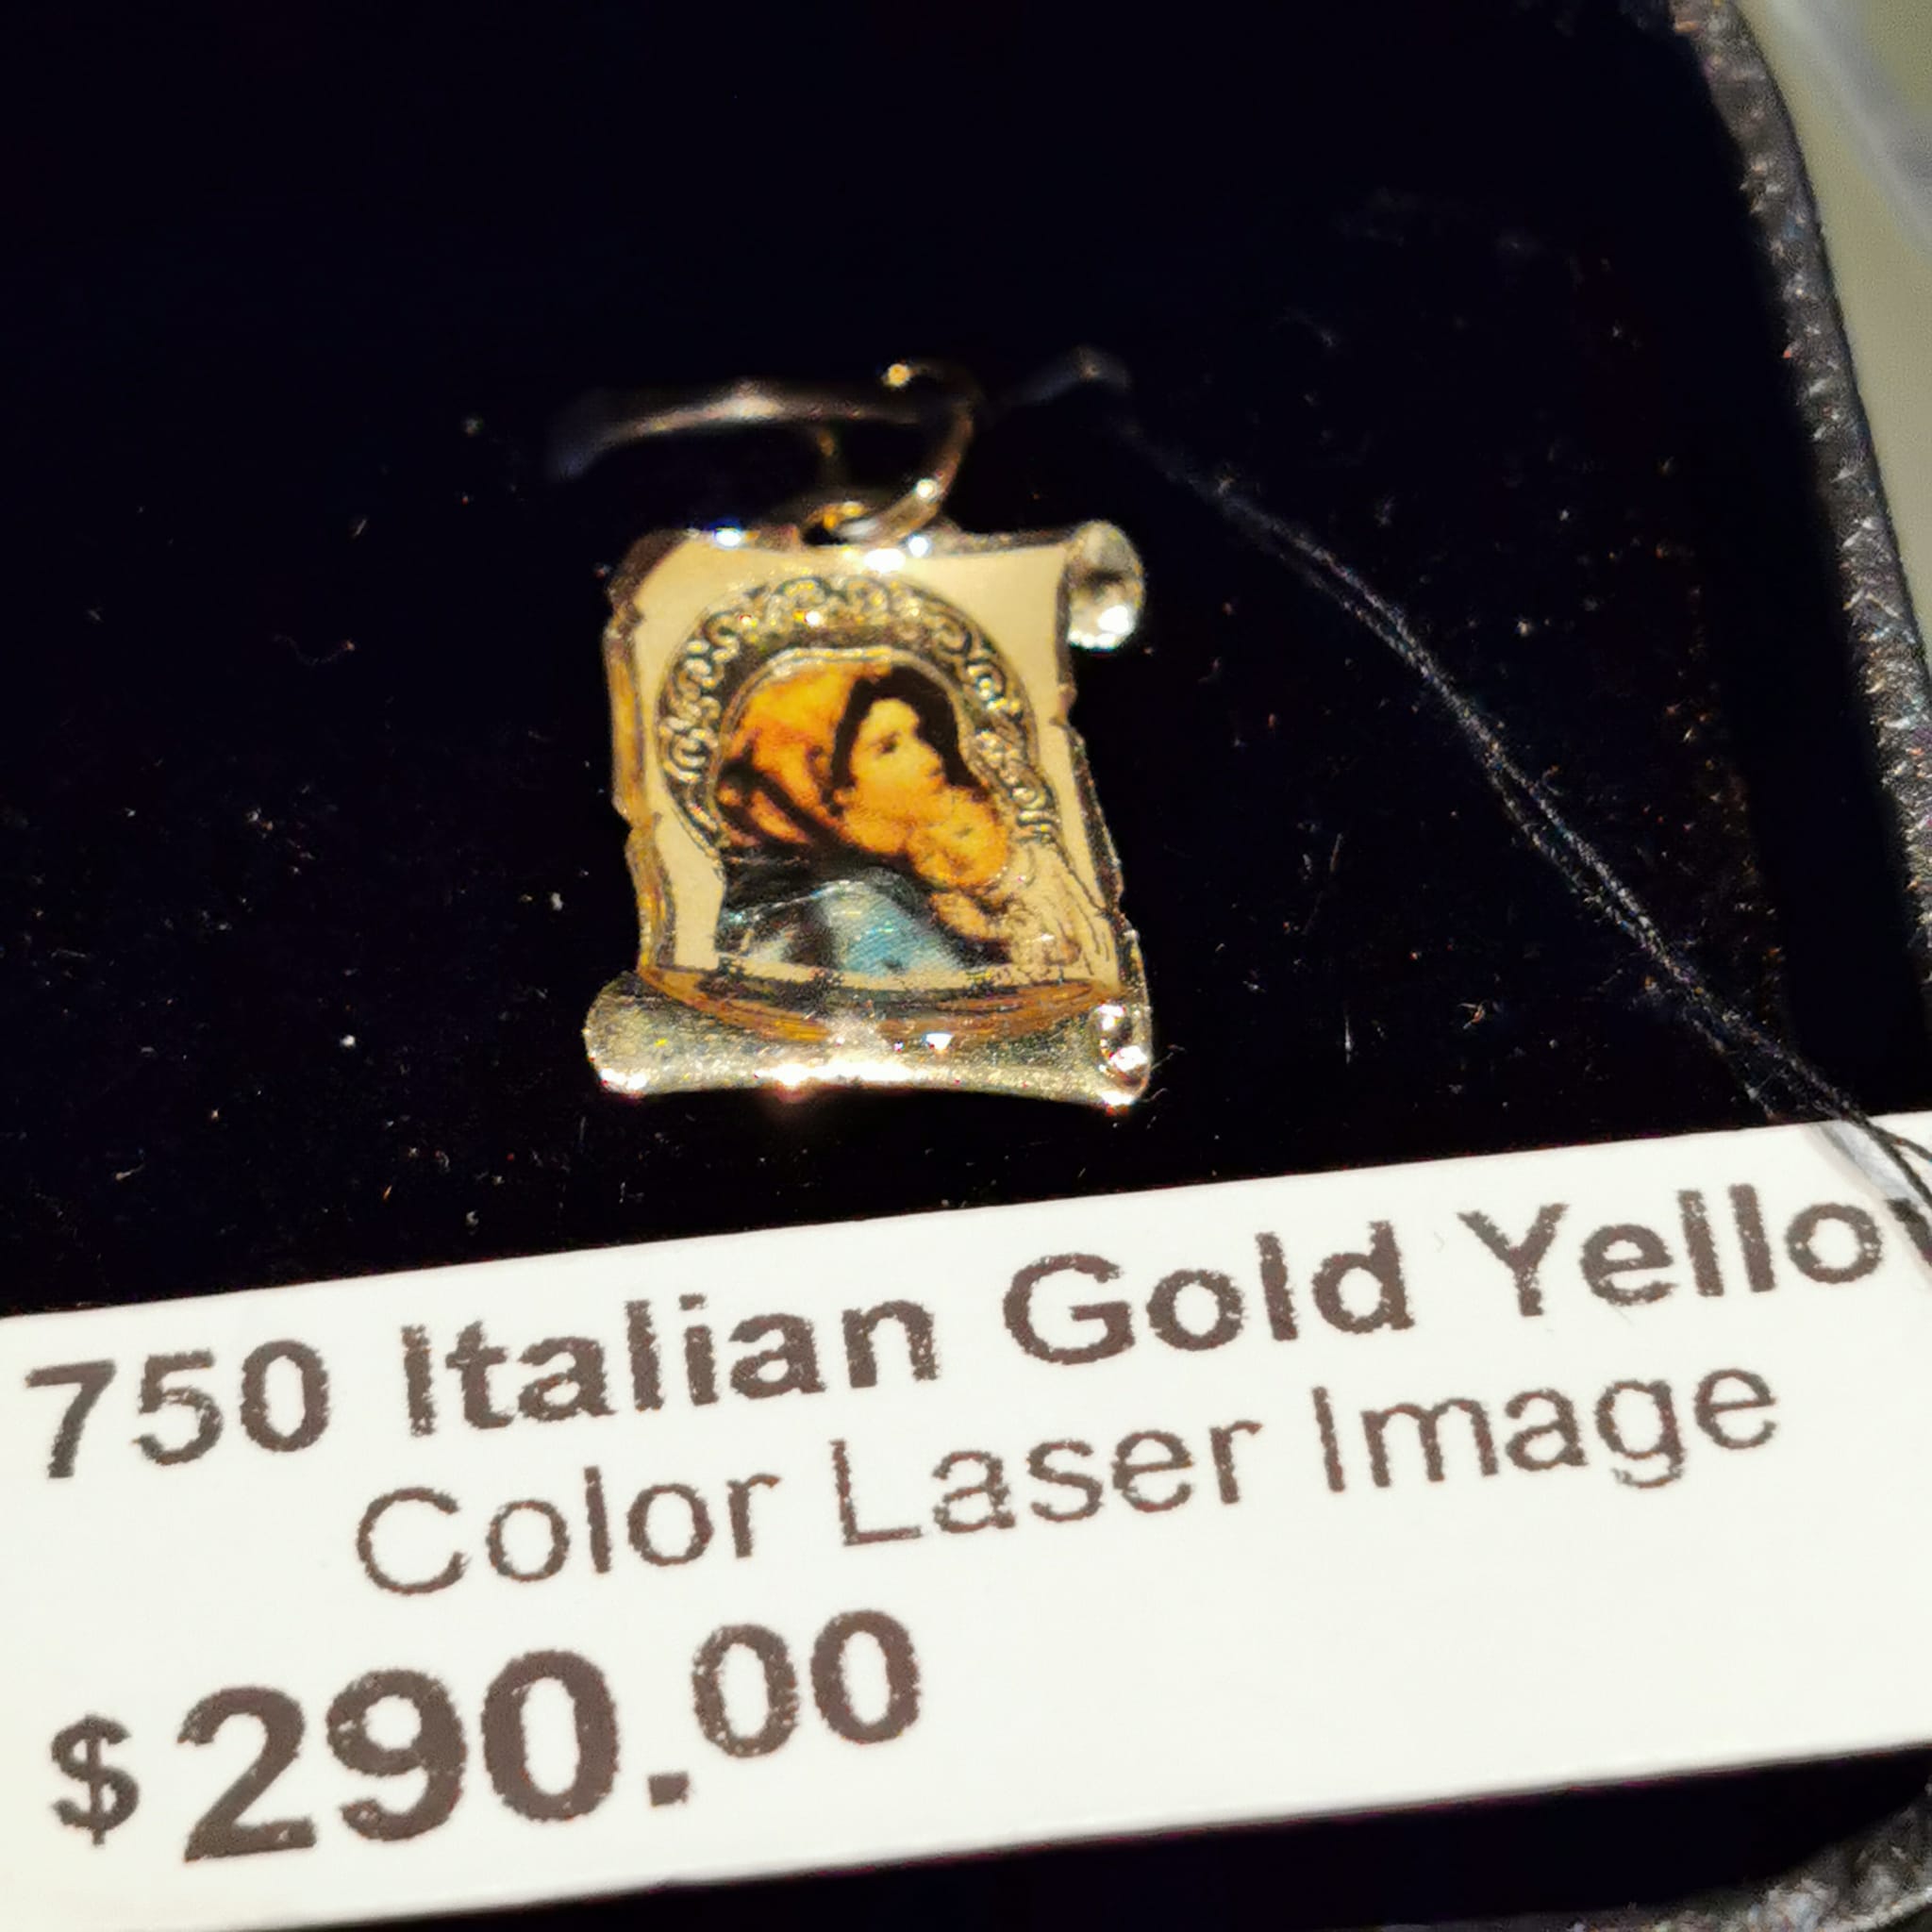 750 Italian Gold Yello
Color Laser Image
$290.00